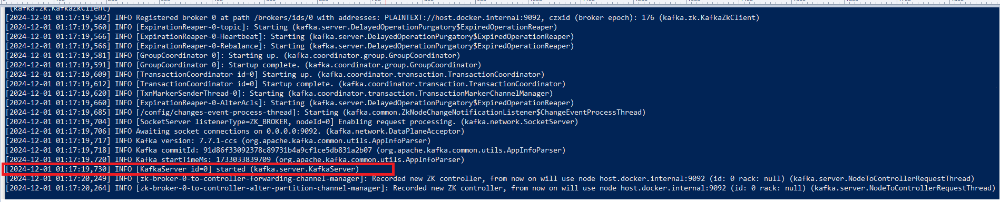 (kafka.zk.KafkaZkClient)
[2024-12-01 01:17:19,502] INFO Registered broker 0 at path /brokers/ids/0 with addresses: PLAINTEXT://host.docker.internal:9092, czxid (broker epoch): 176 (kafka.zk.KafkaZkClient)
[2024-12-01 01:17:19,560] INFO [ExpirationReaper-0-topic]: Starting (kafka.server.DelayedOperationPurgatory$ExpiredOperationReaper)
[2024-12-01 01:17:19,566] INFO [ExpirationReaper-0-Heartbeat]: Starting (kafka.server.DelayedOperationPurgatory$ExpiredOperationReaper)
[2024-12-01 01:17:19,566] INFO [ExpirationReaper-0-Rebalance]: Starting (kafka.server.DelayedOperationPurgatory$ExpiredOperationReaper)
[2024-12-01 01:17:19,581] INFO [GroupCoordinator 0]: Starting up. (kafka.coordinator.group.GroupCoordinator)
[2024-12-01 01:17:19,591] INFO [GroupCoordinator 0]: Startup complete. (kafka.coordinator.group.GroupCoordinator)
[2024-12-01 01:17:19,609] INFO [TransactionCoordinator id=0] Starting up. (kafka.coordinator.transaction.TransactionCoordinator)
[2024-12-01 01:17:19,612] INFO [TransactionCoordinator id=0] Startup complete. (kafka.coordinator.transaction.TransactionCoordinator)
[2024-12-01 01:17:19,620] INFO [TxnMarkerSenderThread-0]: Starting (kafka.coordinator.transaction.TransactionMarkerChannelManager)
[2024-12-01 01:17:19,660] INFO [ExpirationReaper-0-AlterAcls]: Starting (kafka.server.DelayedOperationPurgatory$ExpiredOperationReaper)
[2024-12-01 01:17:19,685] INFO [/config/changes-event-process-thread]: Starting (kafka.common.ZkNodeChangeNotificationListener$ChangeEventProcessThread)
[2024-12-01 01:17:19,704] INFO [SocketServer listenerType=ZK_BROKER, nodeId=0] Enabling request processing. (kafka.network.SocketServer)
[2024-12-01 01:17:19,706] INFO Awaiting socket connections on 0.0.0.0:9092. (kafka.network.DataPlaneAcceptor)
[2024-12-01 01:17:19,717] INFO Kafka version: 7.7.1-ccs (org.apache.kafka.common.utils.AppInfoParser)
[2024-12-01 01:17:19,718] INFO Kafka commitId: 91d86f33092378c89731b4a9cf1ce5db831a2b07 (org.apache.kafka.common.utils.AppInfoParser)
[2024-12-01 01:17:19,720] INFO Kafka startTimeMs: 1733033839709 (org.apache.kafka.common.utils.AppInfoParser)
[2024-12-01 01:17:19,730] INFO [KafkaServer id=0] started (kafka.server.KafkaServer)
[2024-12-01 01:17:20,249] INFO [zk-broker-0-to-controller-forwarding-channel-manager]: Recorded new ZK controller, from now on will use node host.docker.internal:9092 (id: 0 rack: null) (kafka.server.NodeToControllerRequestThread)
[2024-12-01 01:17:20,264] INFO [zk-broker-0-to-controller-alter-partition-channel-manager]: Recorded new ZK controller, from now on will use node host.docker.internal:9092 (id: 0 rack: null) (kafka.server.NodeToControllerRequestThread)